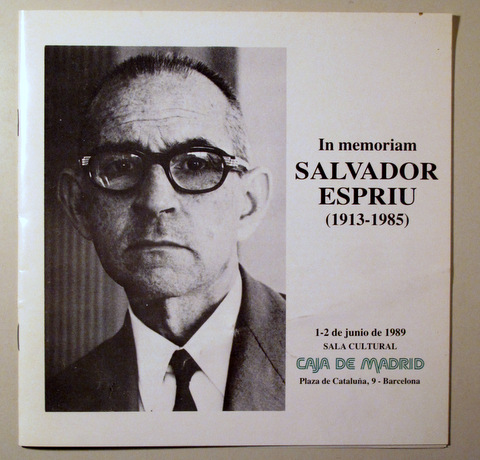 In memoriam
SALVADOR
ESPRIU
(1913-1985)
1-2 de junio de 1989
SALA CULTURAL
CAJA DE MADRID
Plaza de Cataluña, 9 - Barcelona